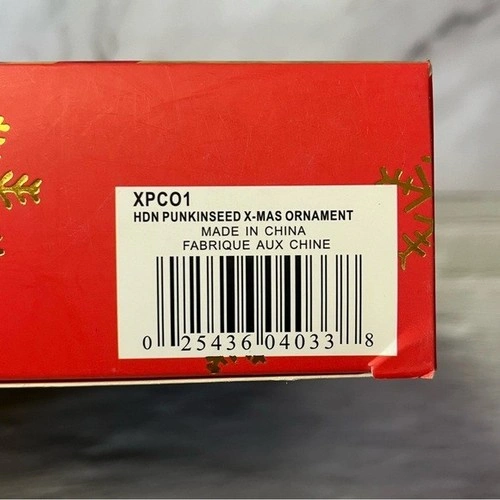 XPCO1
HDN PUNKINSEED X-MAS ORNAMENT
MADE IN CHINA
FABRIQUE AUX CHINE
0 25436 04033 8